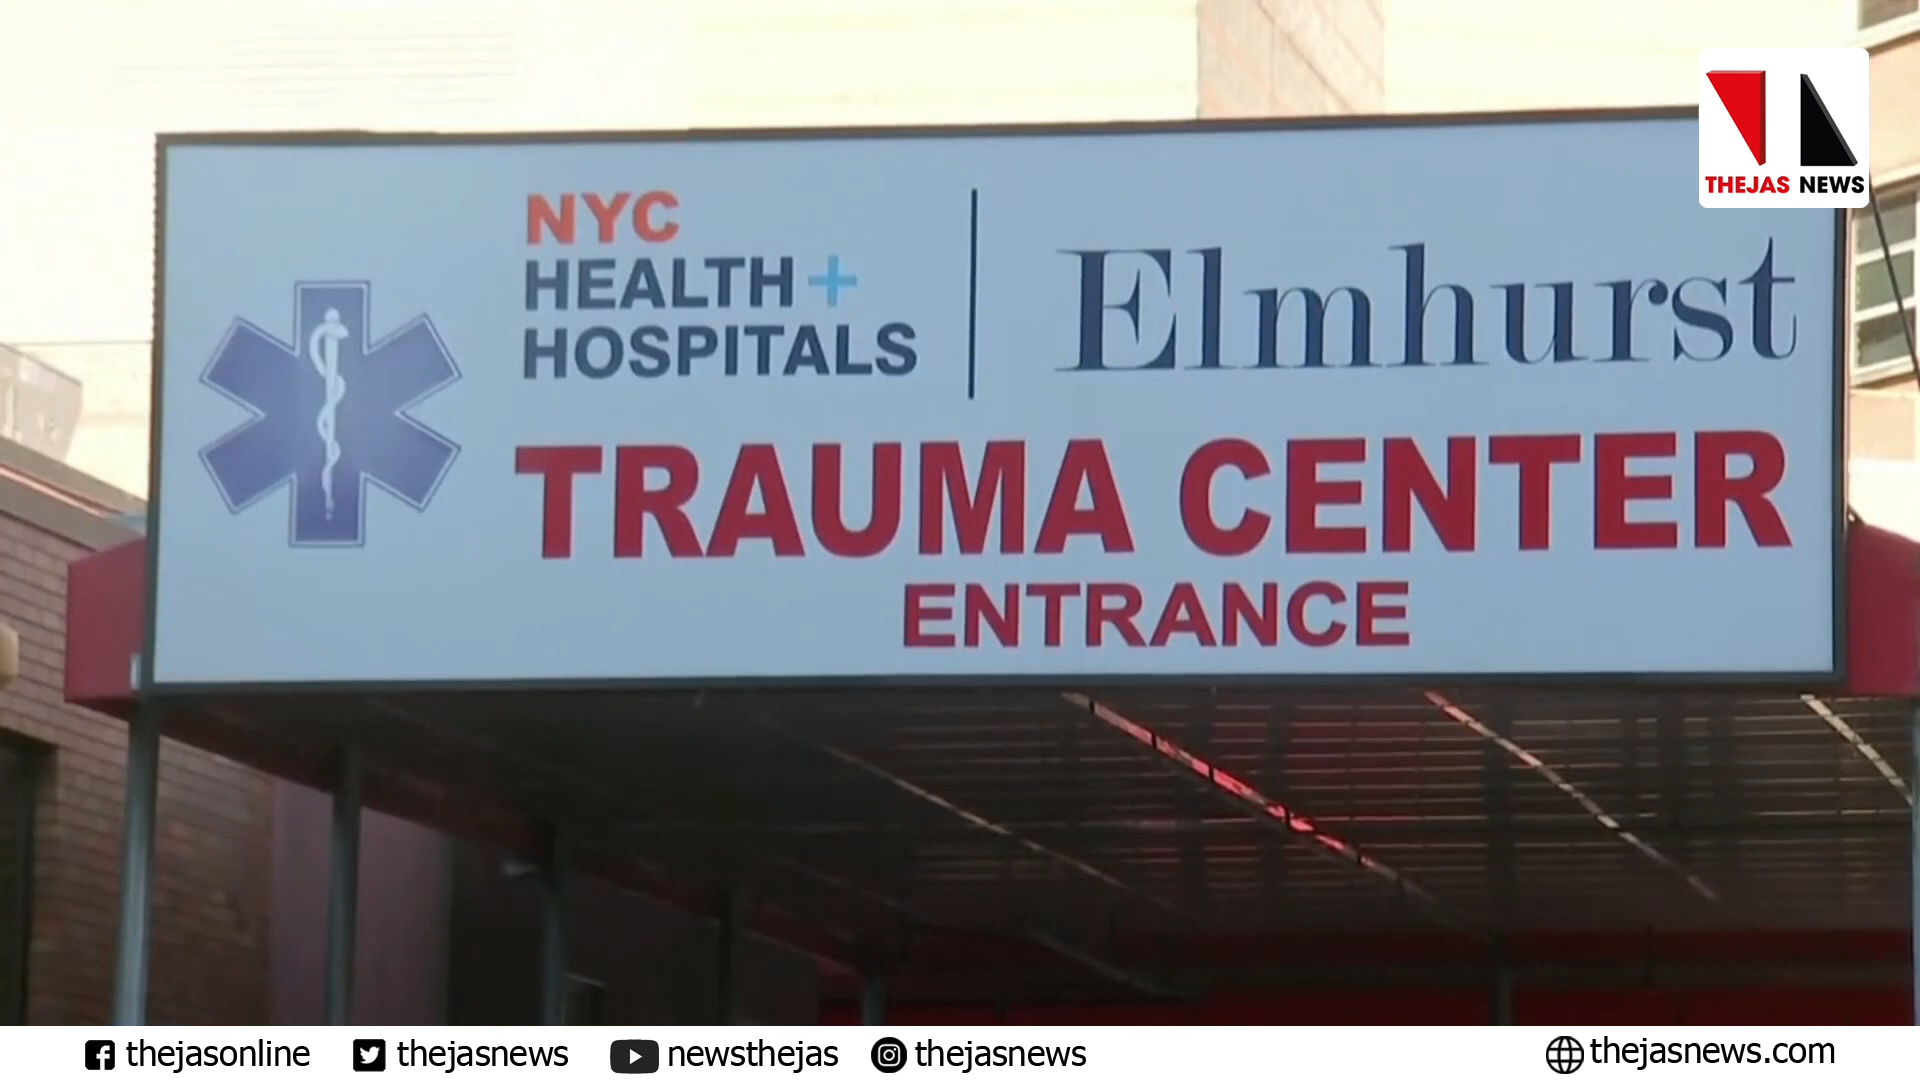 THEJAS NEWS
NYC
HEALTH+
HOSPITALS
Elmhurst
TRAUMA CENTER
ENTRANCE
thejasonline
thejasnews
newsthejas
thejasnews
thejasnews.com